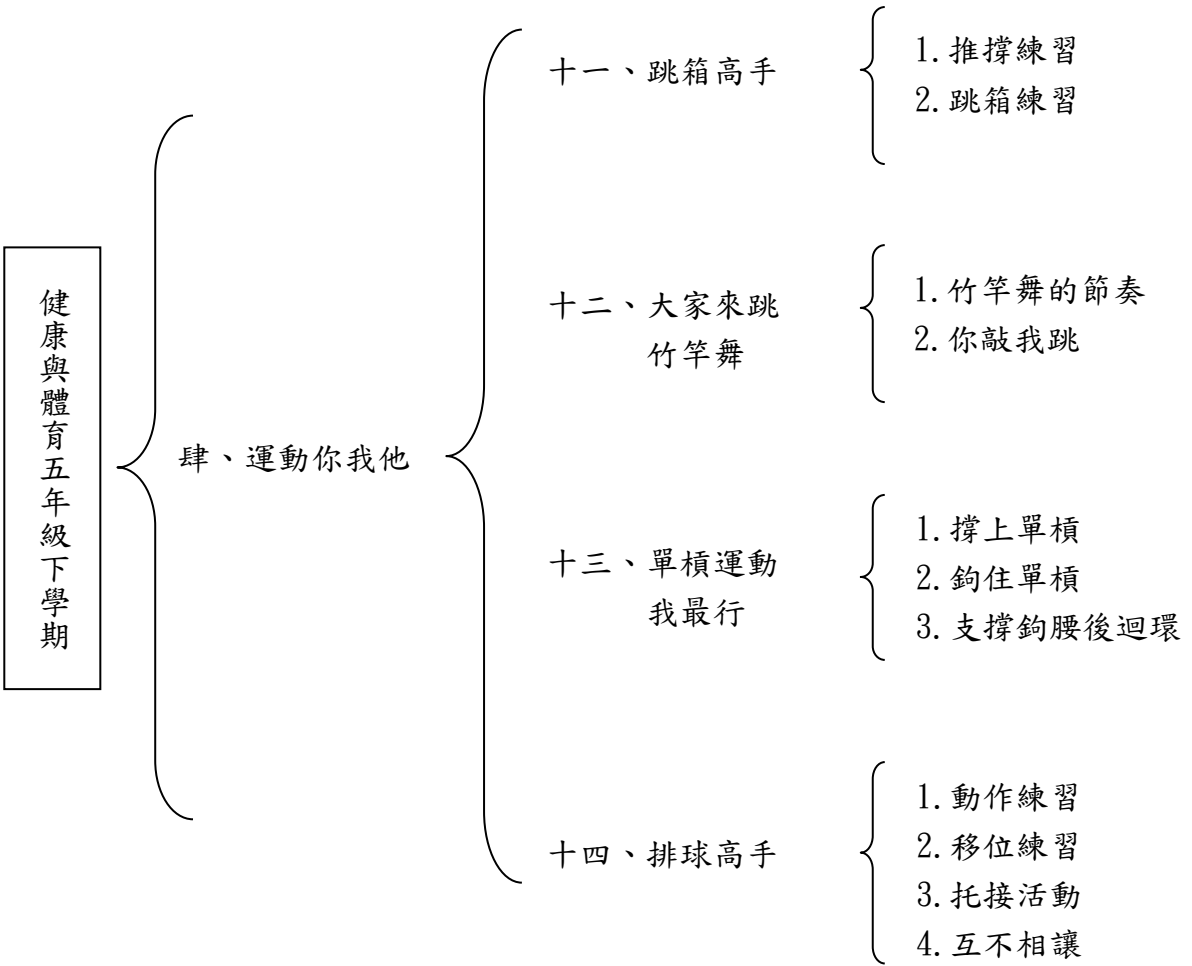 健康與體育五年級下學期
肆、運動你我他
十一、跳箱高手
1.推撐練習
2.跳箱練習
十二、大家來跳
竹竿舞
1.竹竿舞的節奏
2.你敲我跳
十三、單槓運動
我最行
1.撐上單槓
2.鉤住單槓
3.支撐鉤腰後迴環
十四、排球高手
1.動作練習
2.移位練習
3.托接活動
4.互不相讓